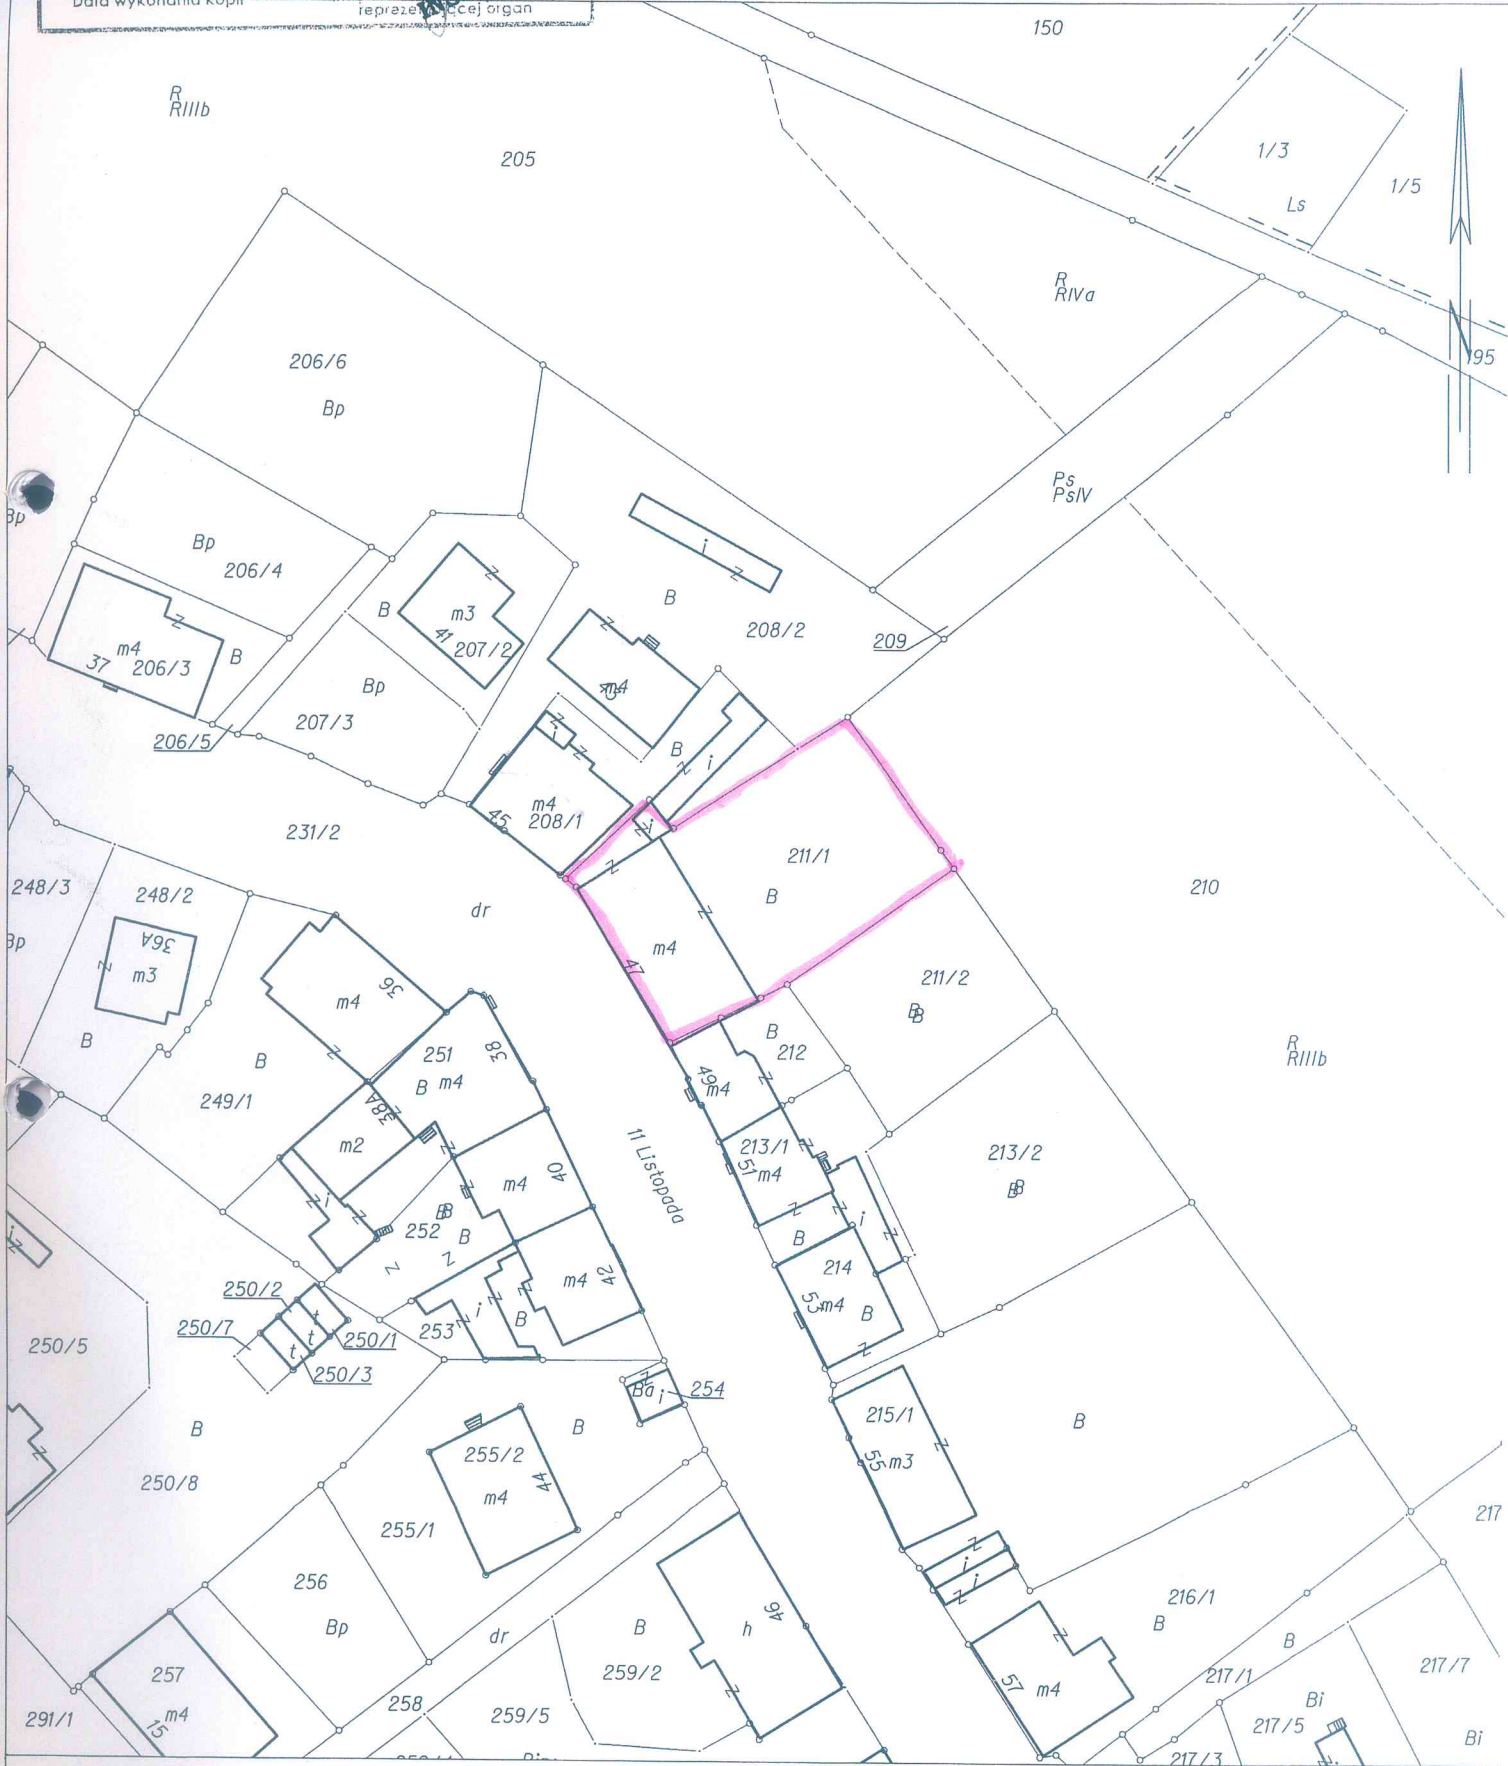 Data wykonania kopii
reprezentującej organ
150
R
RIIIb
205
1/3
1/5
Ls
R
RIVa
N
195
206/6
Bp
Ps
PsIV
Bp
Bp
206/4
i
z
z
B
m3
41
207/2
z
B
208/2
209
m4
37
206/3
z
B
z
m4
Bp
207/3
206/5
B
z
i
z
i
z
m4
45
208/1
i
z
231/2
211/1
B
z
z
m4
47
210
248/3
Bp
248/2
36A
m3
z
B
dr
36
m4
z
211/2
B
B
B
212
R
RIIIb
B
249/1
251
B
m4
38
38A
z
m2
49
m4
z
11 Listopada
213/1
51
m4
z
z
213/2
B
B
40
m4
z
z
i
z
z
252
B
B
B
z
z
i
z
B
i
z
214
53
m4
B
z
42
m4
z
i
z
B
253
250/2
250/7
t
t
t
250/1
250/3
250/5
z
Ba
i
254
z
B
250/8
B
255/2
44
m4
255/1
215/1
55
m3
z
B
217
z
i
i
z
256
Bp
dr
B
259/2
46
h
z
216/1
B
z
57
m4
B
217/1
217/7
257
m4
15
291/1
258
259/5
Bi
217/5
217/3
Bi